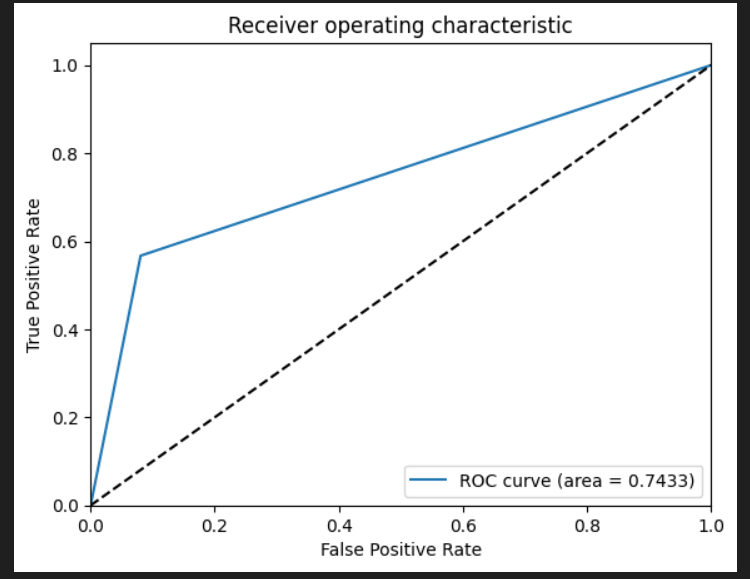 Receiver operating characteristic
1.0
0.8
0.6
0.4
0.2
0.0
True Positive Rate
ROC curve (area = 0.7433)
0.0 0.2 0.4 0.6 0.8 1.0
False Positive Rate